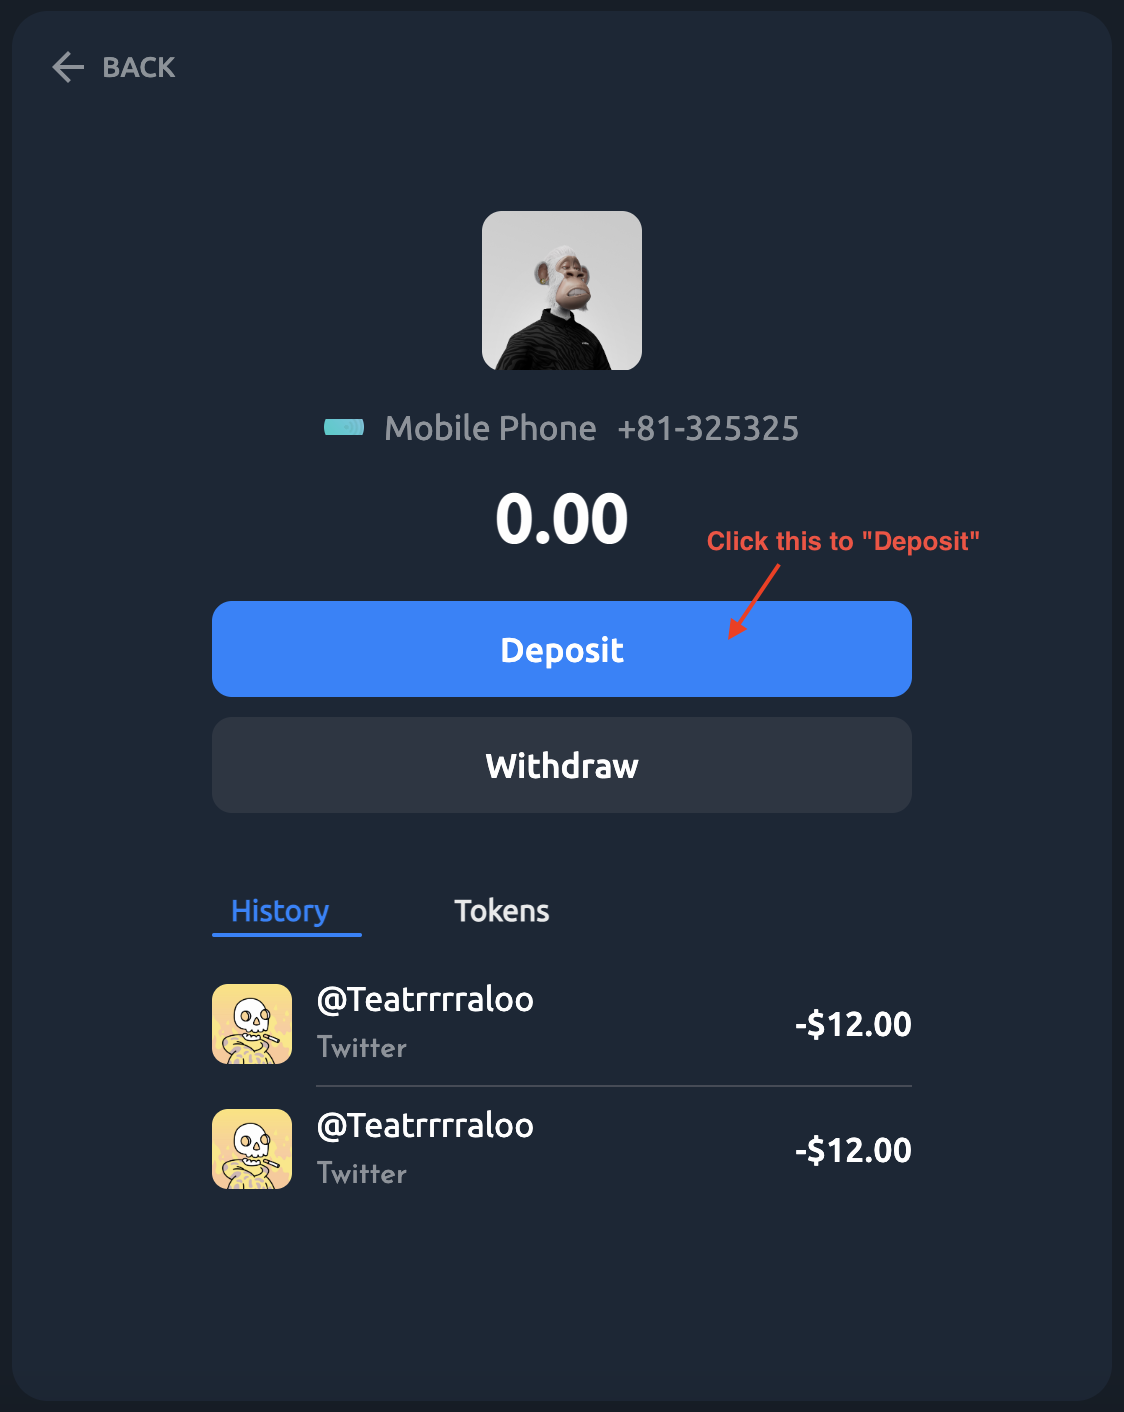 BACK
Mobile Phone +81-325325
0.00
Click this to "Deposit"
Deposit
Withdraw
History Tokens
@Teatrrrraloo
Twitter
-$12.00
@Teatrrrraloo
Twitter
-$12.00